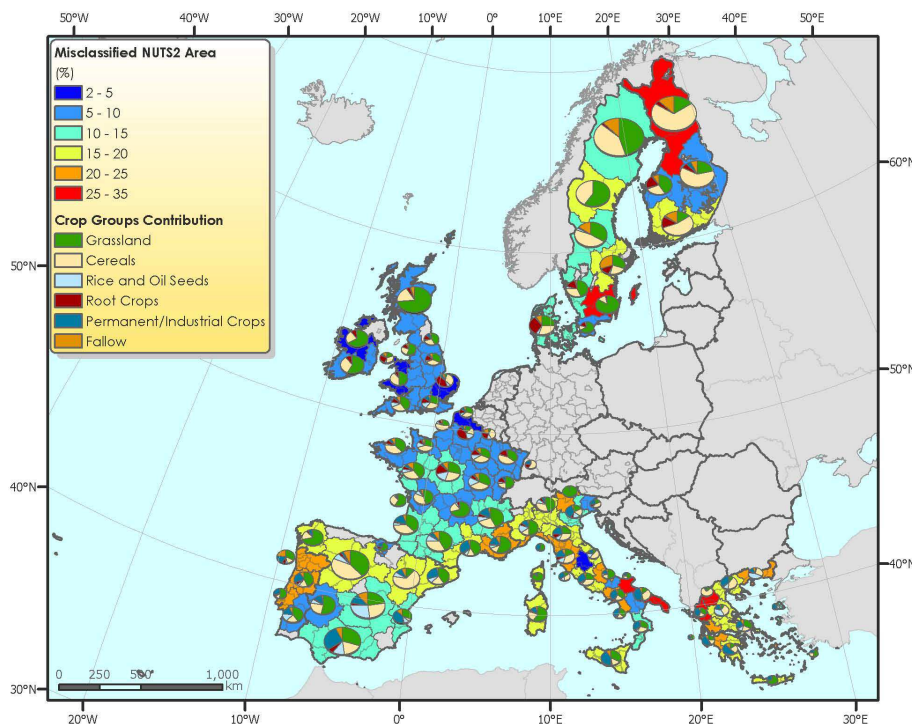 50°W 40°W 30°W 20°W 10°W 0° 10°E 20°E 30°E 40°E 50°E
Misclassified NUTS2 Area
(%)
2 - 5
5 - 10
10 - 15
15 - 20
20 - 25
25 - 35
Crop Groups Contribution
Grassland
Cereals
Rice and Oil Seeds
Root Crops
Permanent/Industrial Crops
Fallow
60°N
50°N
50°N
40°N
40°N
0 250 500 1,000
km
30°N
30°N
20°W 10°W 0° 10°E 20°E 30°E